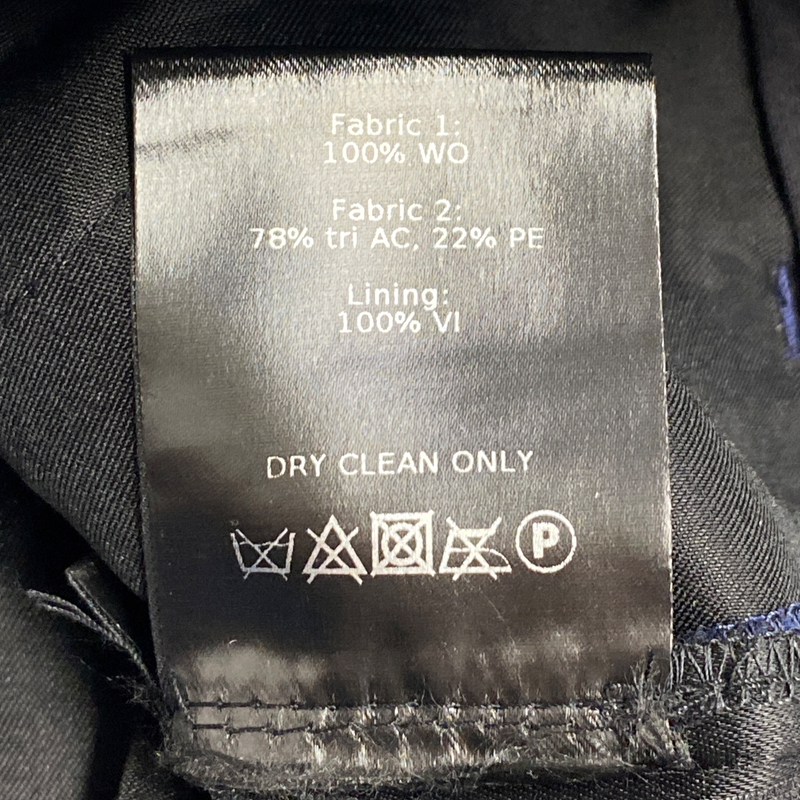 Fabric 1:
100% WO
Fabric 2:
78% tri AC, 22% PE
Lining:
100% VI
DRY CLEAN ONLY
P